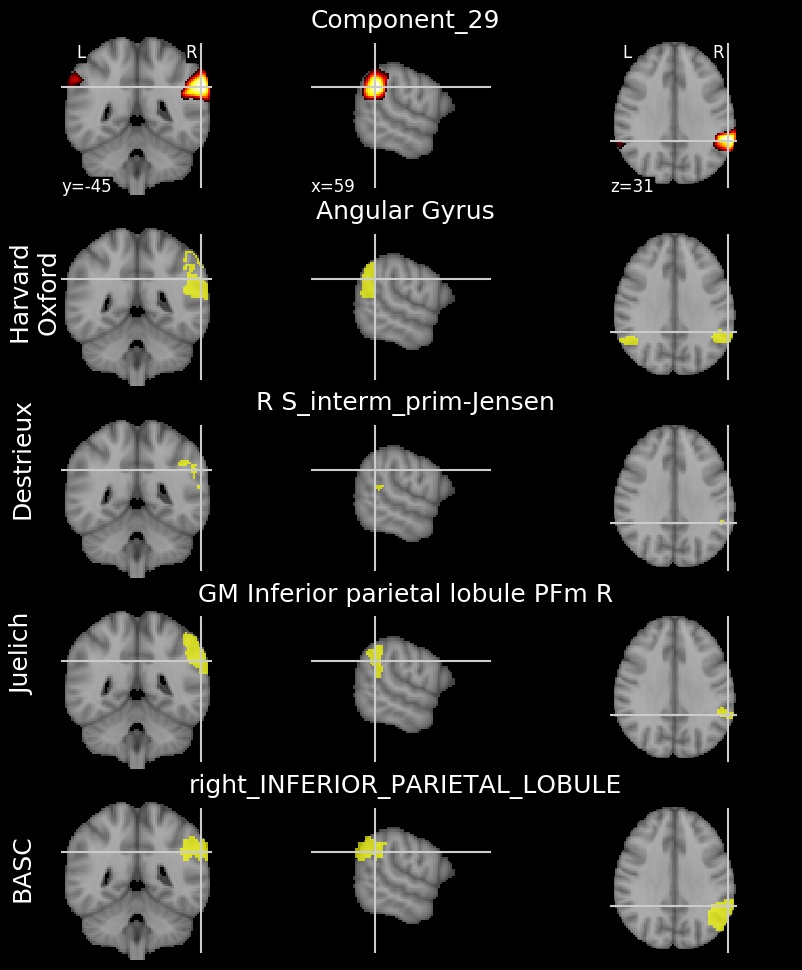 Component_29
L R
L R
y=-45
x=59
z=31
Angular Gyrus
Harvard
Oxford
R S_interm_prim-Jensen
Destrieux
GM Inferior parietal lobule PFm R
Juelich
right_INFERIOR_PARIETAL_LOBULE
BASC